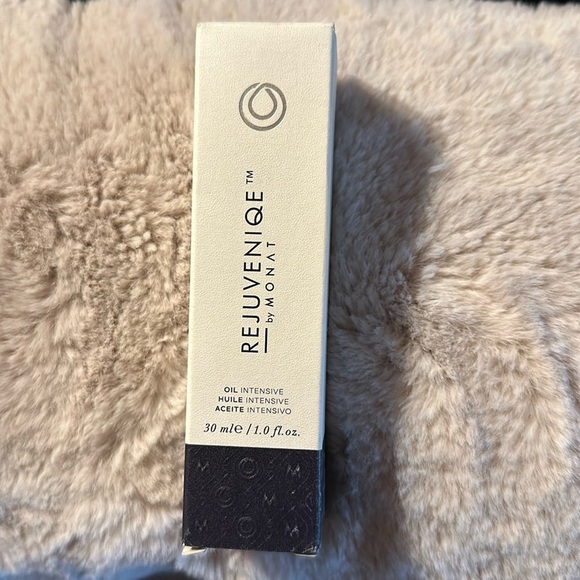 REJUVENIQE™
by MONAT
OIL INTENSIVE
HUILE INTENSIVE
ACEITE INTENSIVO
30 ml℮ / 1.0 fl.oz.
M O M
O M
M O M